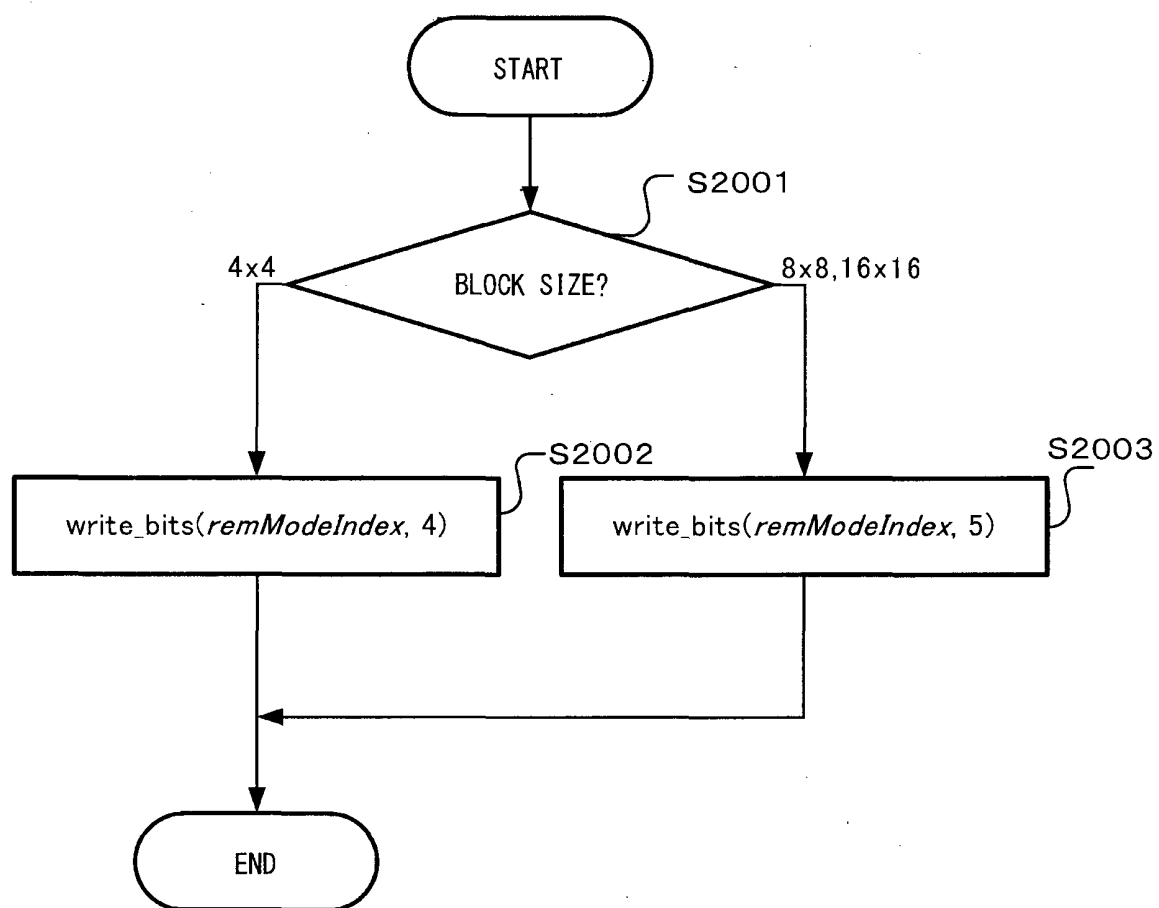 START
S2001
4x4
BLOCK SIZE?
8x8,16x16
S2002
S2003
write_bits(remModeIndex, 4)
write_bits(remModeIndex, 5)
END